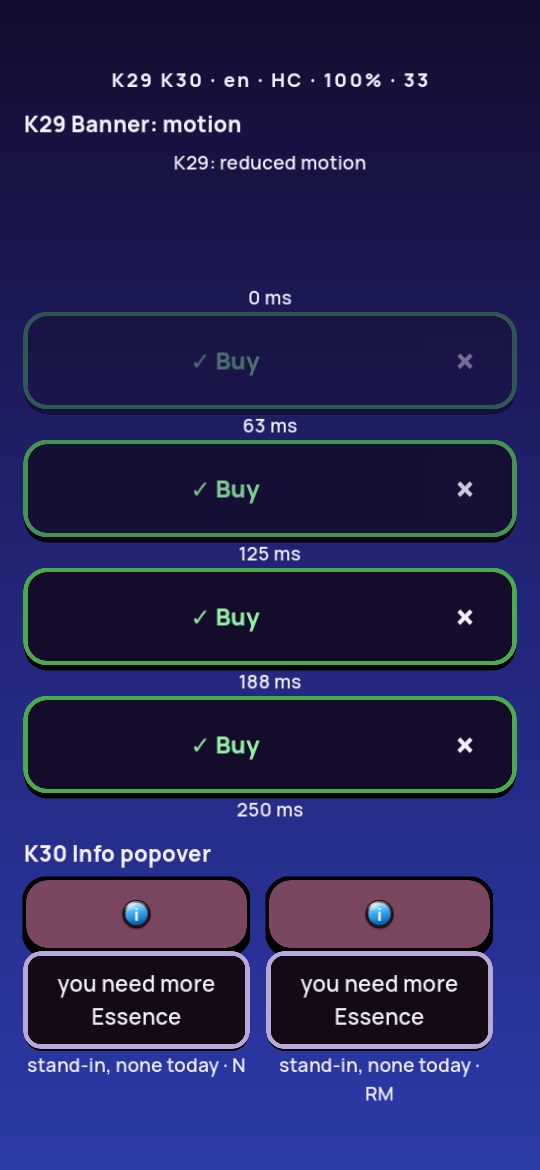 K29 K30 · en · HC · 100% · 33
K29 Banner: motion
K29: reduced motion
0 ms
✓ Buy ×
63 ms
✓ Buy ×
125 ms
✓ Buy ×
188 ms
✓ Buy ×
250 ms
K30 Info popover
i i
you need more you need more
Essence Essence
stand-in, none today · N stand-in, none today ·
RM